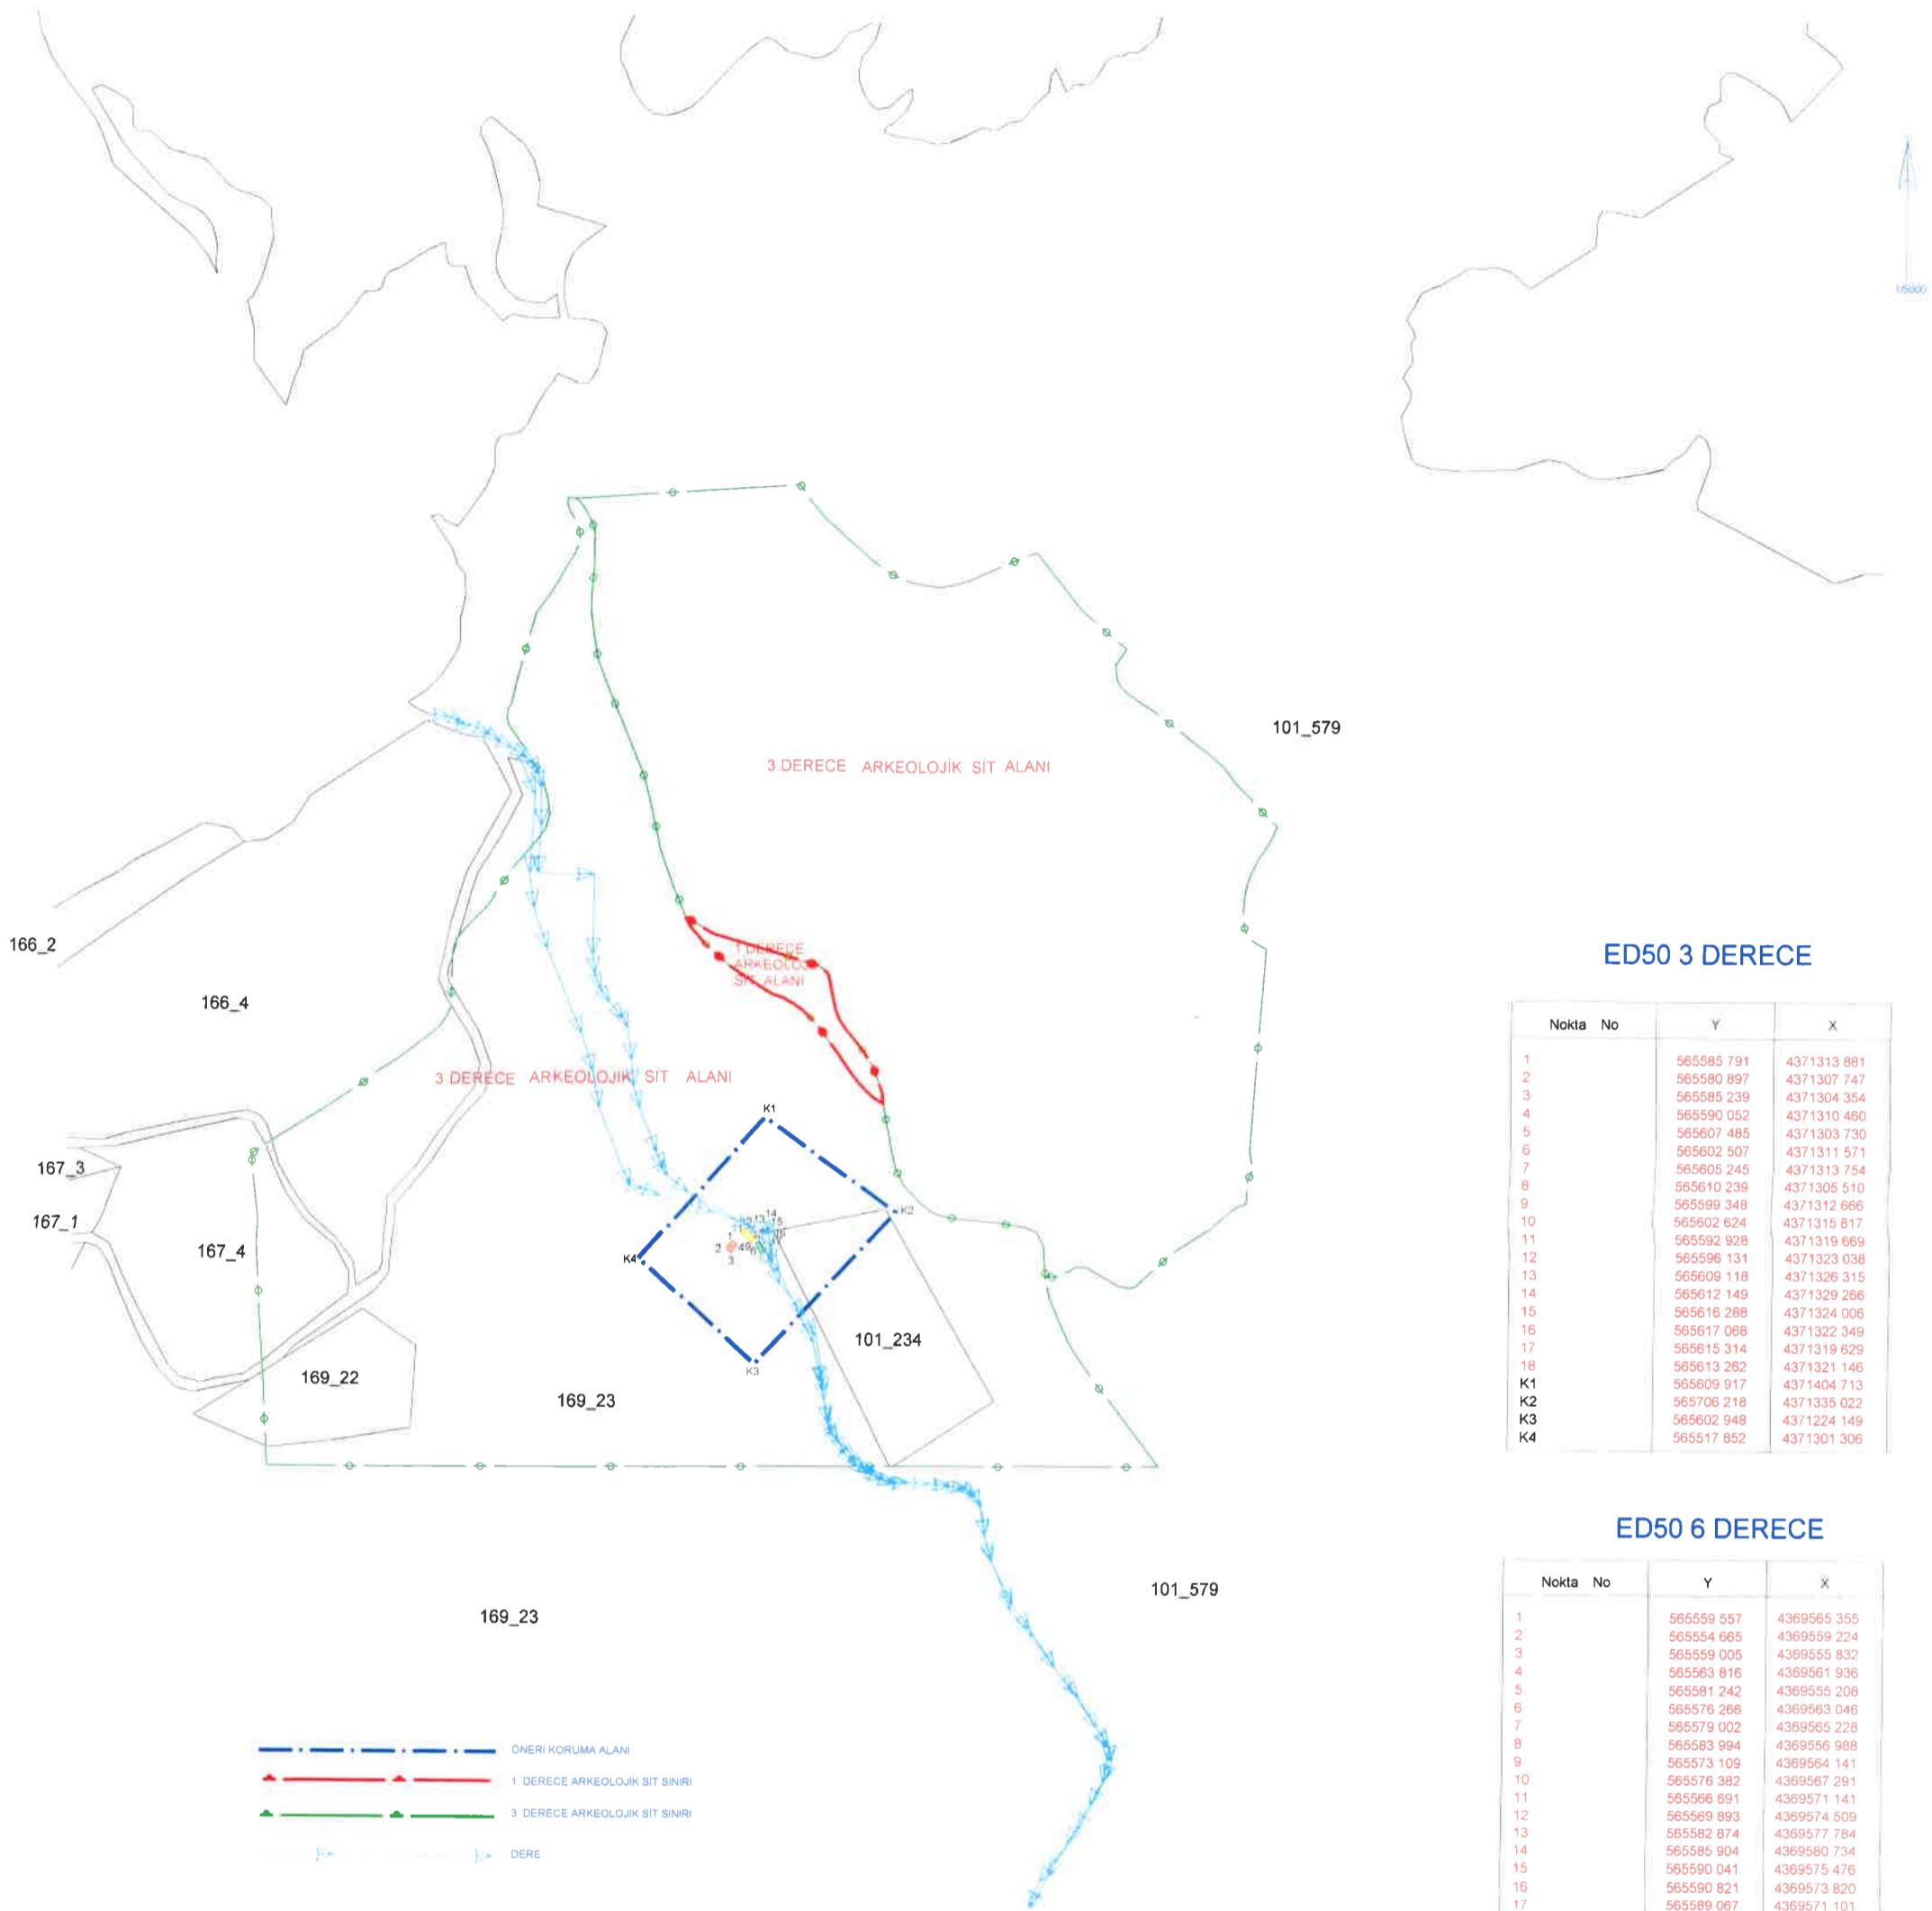 1/5000
101_579
3.DERECE ARKEOLOJİK SİT ALANI
166_2
1 DERECE
ARKEOLOJ
SİT ALANI
166_4
3 DERECE ARKEOLOJİK SİT ALANI
K1
167_3
K2
167_1
167_4
14
13
15
1
2
3
K4
K3
101_234
169_22
169_23
101_579
169_23
ÖNERİ KORUMA ALANI
1 DERECE ARKEOLOJIK SİT SINIRI
3 DERECE ARKEOLOJIK SİT SINIRI
DERE
ED50 3 DERECE
Nokta No Y X
1 565585 791 4371313 881
2 565580 897 4371307 747
3 565585 239 4371304 354
4 565590 052 4371310 460
5 565607 485 4371303 730
6 565602 507 4371311 571
7 565605 245 4371313 754
8 565610 239 4371305 510
9 565599 348 4371312 666
10 565602 624 4371315 817
11 565592 928 4371319 669
12 565596 131 4371323 038
13 565609 118 4371326 315
14 565612 149 4371329 266
15 565616 288 4371324 006
16 565617 068 4371322 349
17 565615 314 4371319 629
18 565613 262 4371321 146
K1 565609 917 4371404 713
K2 565706 218 4371335 022
K3 565602 948 4371224 149
K4 565517 852 4371301 306
ED50 6 DERECE
Nokta No Y X
1 565559 557 4369565 355
2 565554 665 4369559 224
3 565559 005 4369555 832
4 565563 816 4369561 936
5 565581 242 4369555 208
6 565576 266 4369563 046
7 565579 002 4369565 228
8 565583 994 4369556 988
9 565573 109 4369564 141
10 565576 382 4369567 291
11 565566 691 4369571 141
12 565569 893 4369574 509
13 565582 874 4369577 784
14 565585 904 4369580 734
15 565590 041 4369575 476
16 565590 821 4369573 820
17 565589 067 4369571 101